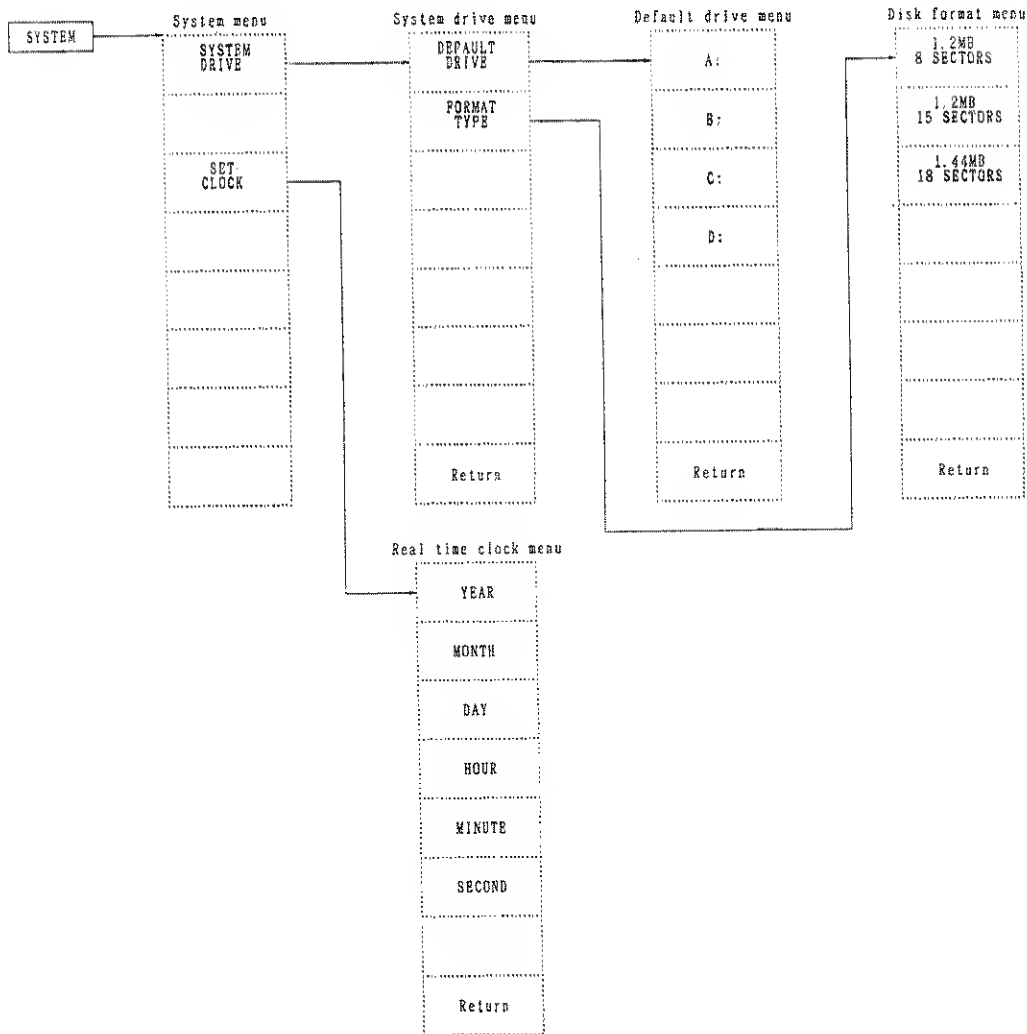 SYSTEM
System menu
SYSTEM
DRIVE
SET
CLOCK
System drive menu
DEFAULT
DRIVE
FORMAT
TYPE
Return
Default drive menu
A:
B:
C:
D:
Return
Disk format menu
1.2MB
8 SECTORS
1.2MB
15 SECTORS
1.44MB
18 SECTORS
Return
Real time clock menu
YEAR
MONTH
DAY
HOUR
MINUTE
SECOND
Return